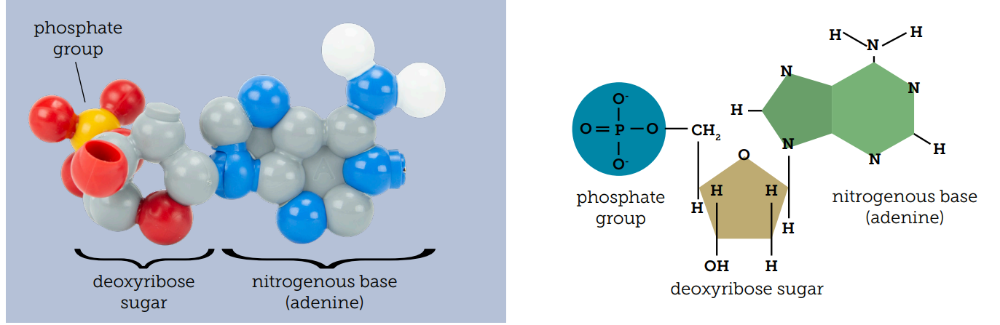 phosphate
group
A
deoxyribose
sugar
nitrogenous base
(adenine)
H
H
N
N
N
H
N
N
H
O-
O=P—O—CH2
O-
phosphate
group
O
H
H
H
H
OH
H
deoxyribose sugar
nitrogenous base
(adenine)